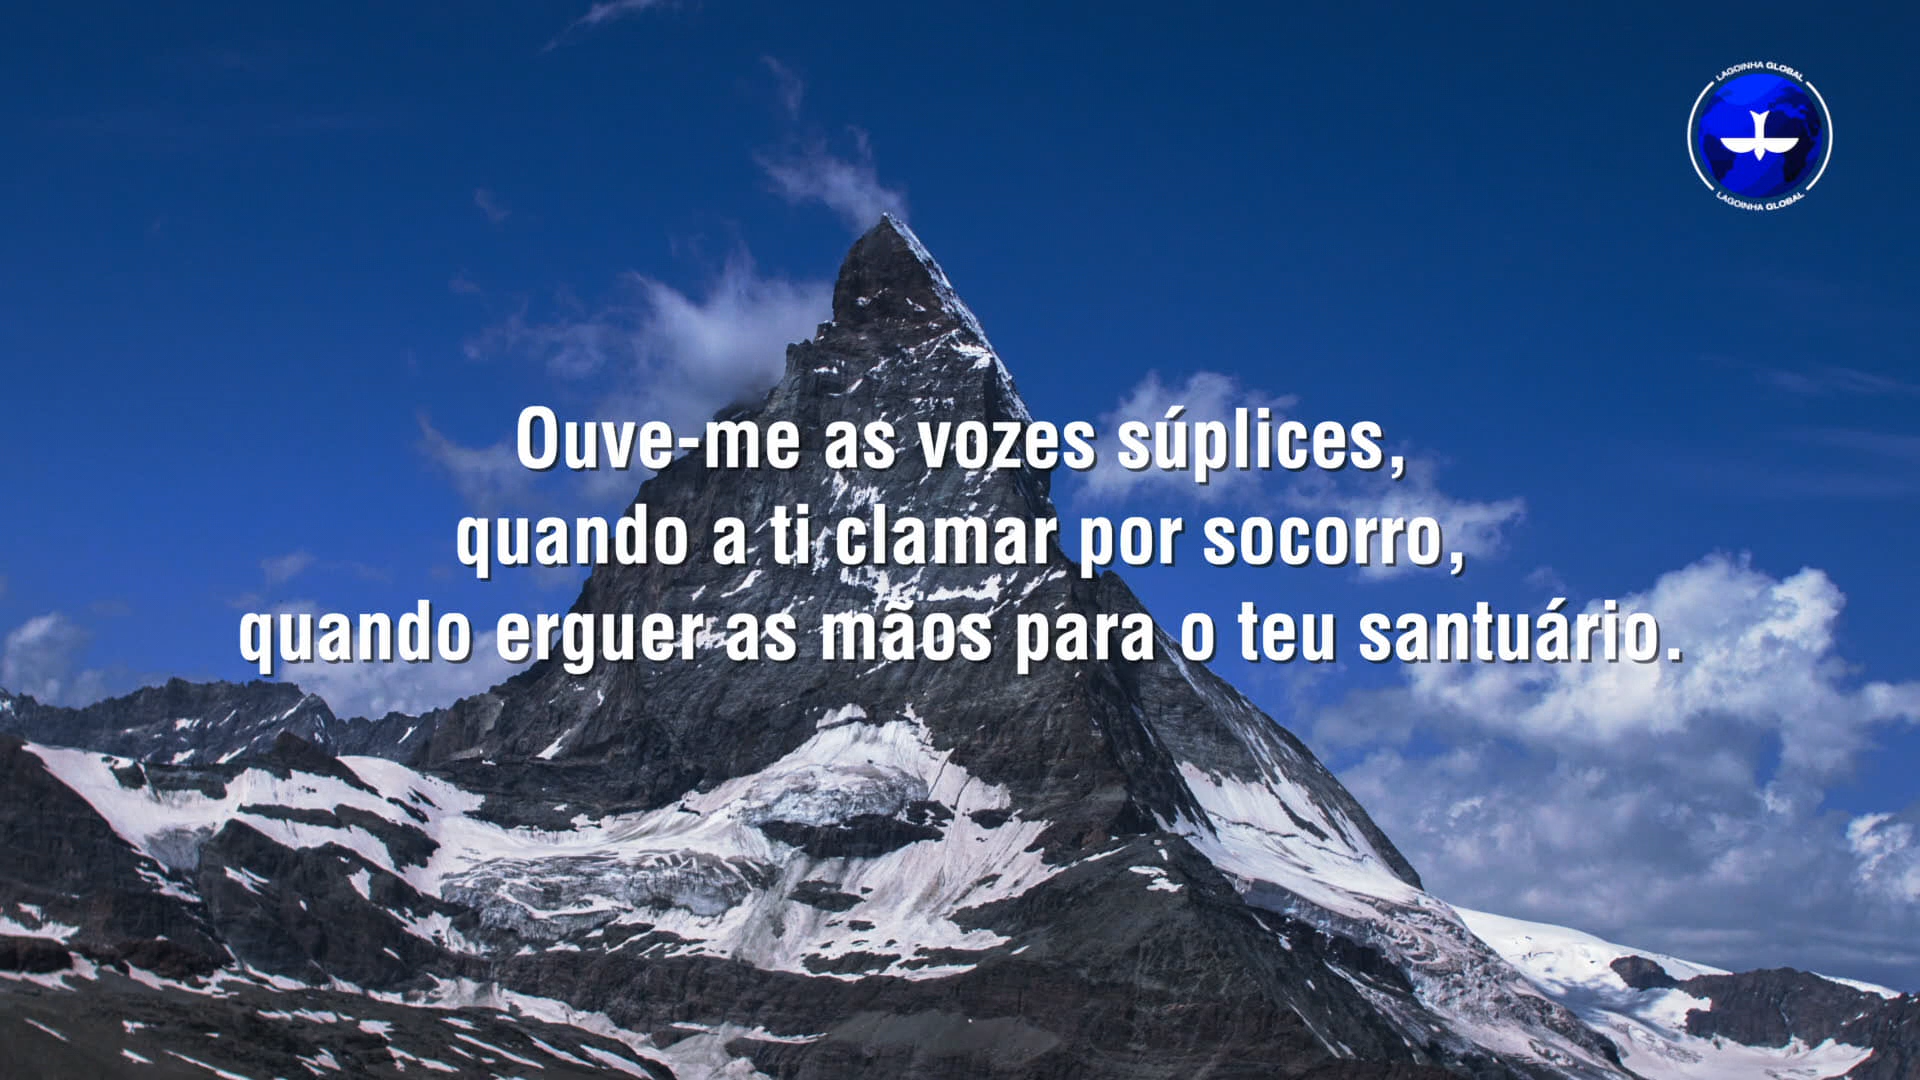 LAGOINHA GLOBAL
LAGOINHA GLOBAL
Ouve-me as vozes súplices,
quando a ti clamar por socorro,
quando erguer as mãos para o teu santuário.